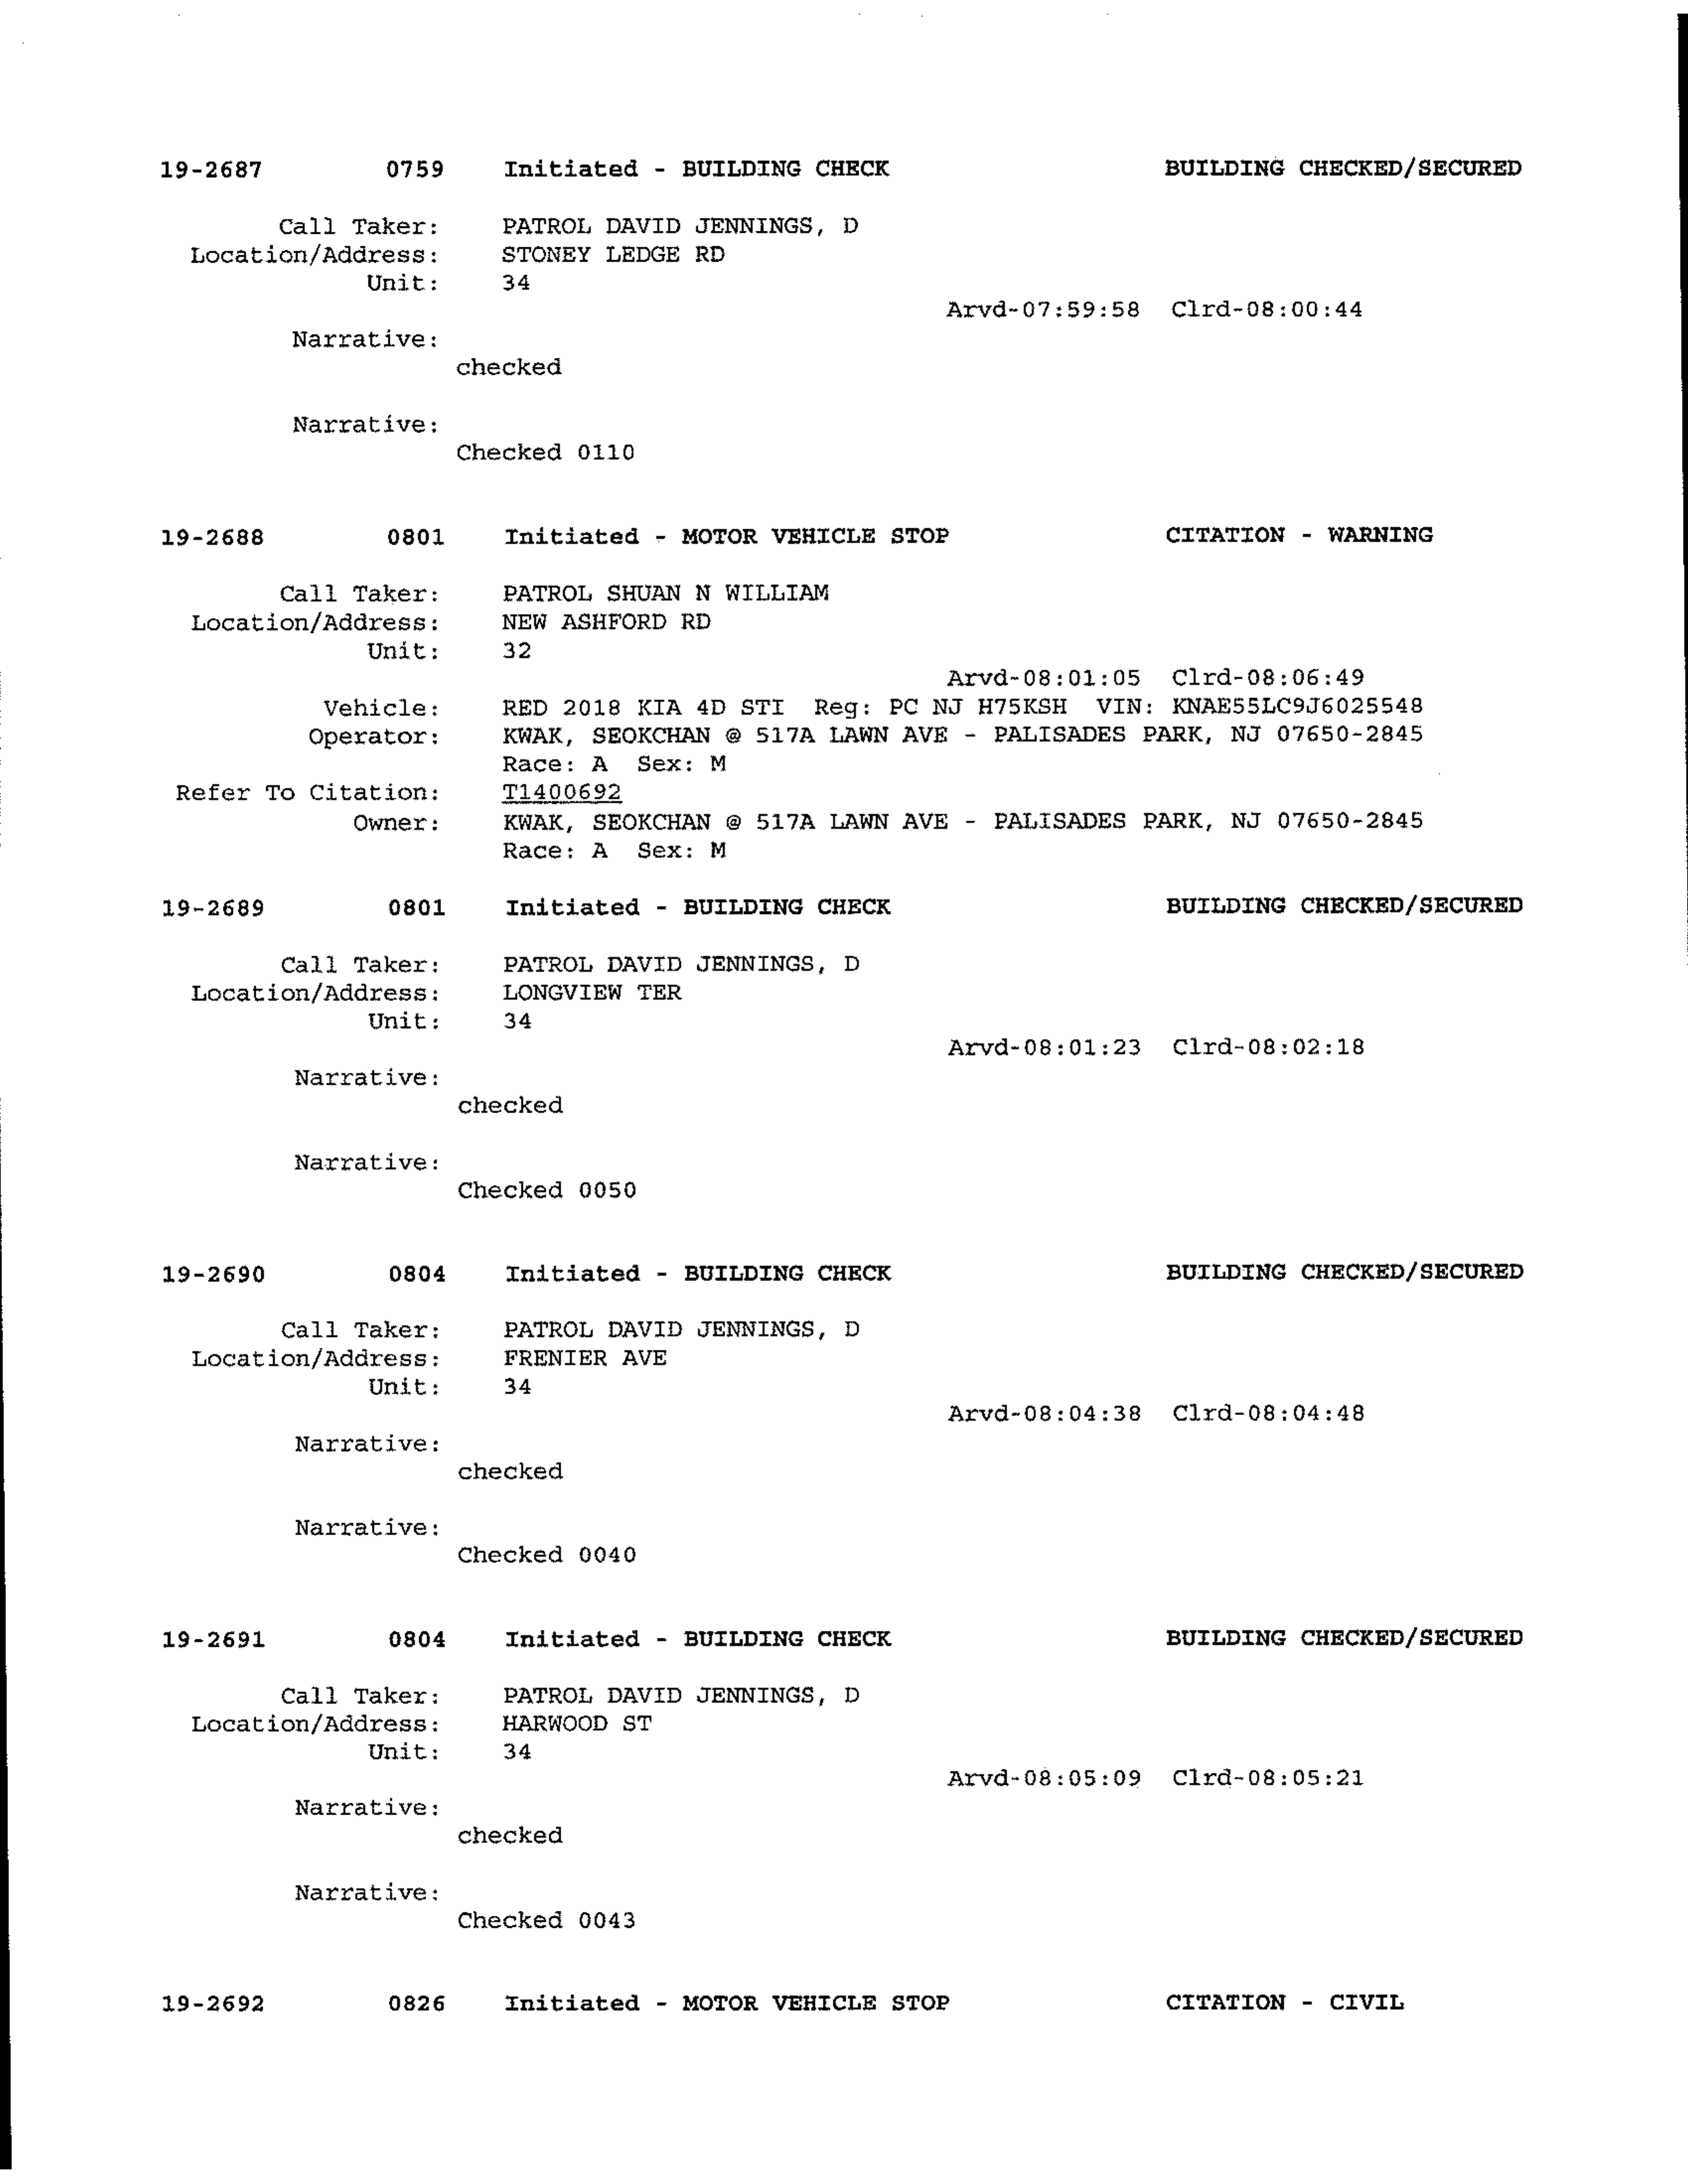 19-2687 0759 Initiated - BUILDING CHECK BUILDING CHECKED/SECURED
Call Taker: PATROL DAVID JENNINGS, D
Location/Address: STONEY LEDGE RD
Unit: 34
Arvd-07:59:58 Clrd-08:00:44
Narrative:
checked
Narrative:
Checked 0110
19-2688 0801 Initiated - MOTOR VEHICLE STOP CITATION - WARNING
Call Taker: PATROL SHUAN N WILLIAM
Location/Address: NEW ASHFORD RD
Unit: 32
Arvd-08:01:05 Clrd-08:06:49
Vehicle: RED 2018 KIA 4D STI Reg: PC NJ H75KSH VIN: KNAE55LC9J6025548
Operator: KWAK, SEOKCHAN @ 517A LAWN AVE - PALISADES PARK, NJ 07650-2845
Race: A Sex: M
Refer To Citation: T1400692
Owner: KWAK, SEOKCHAN @ 517A LAWN AVE - PALISADES PARK, NJ 07650-2845
Race: A Sex: M
19-2689 0801 Initiated - BUILDING CHECK BUILDING CHECKED/SECURED
Call Taker: PATROL DAVID JENNINGS, D
Location/Address: LONGVIEW TER
Unit: 34
Arvd-08:01:23 Clrd-08:02:18
Narrative:
checked
Narrative:
Checked 0050
19-2690 0804 Initiated - BUILDING CHECK BUILDING CHECKED/SECURED
Call Taker: PATROL DAVID JENNINGS, D
Location/Address: FRENIER AVE
Unit: 34
Arvd-08:04:38 Clrd-08:04:48
Narrative:
checked
Narrative:
Checked 0040
19-2691 0804 Initiated - BUILDING CHECK BUILDING CHECKED/SECURED
Call Taker: PATROL DAVID JENNINGS, D
Location/Address: HARWOOD ST
Unit: 34
Arvd-08:05:09 Clrd-08:05:21
Narrative:
checked
Narrative:
Checked 0043
19-2692 0826 Initiated - MOTOR VEHICLE STOP CITATION - CIVIL